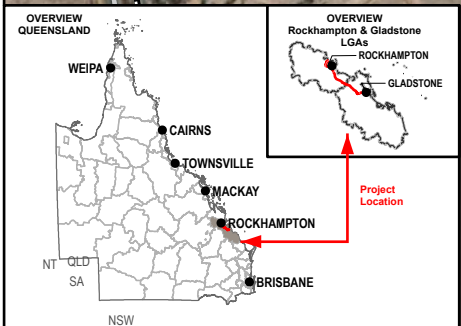 OVERVIEW
QUEENSLAND
WEIPA
CAIRNS
TOWNSVILLE
MACKAY
ROCKHAMPTON
BRISBANE
NT QLD
SA
NSW
OVERVIEW
Rockhampton & Gladstone
LGAs
ROCKHAMPTON
GLADSTONE
Project
Location